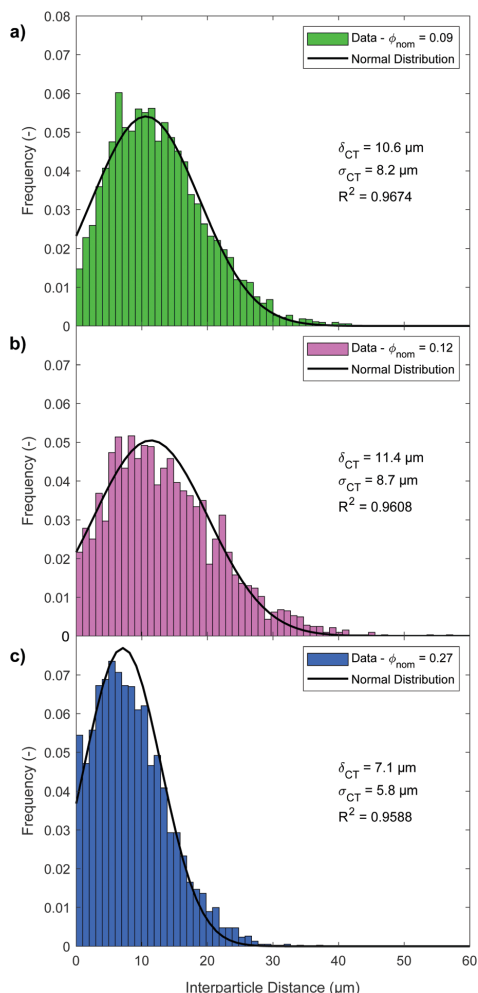 a)
0.08
0.07
0.06
0.05
0.04
0.03
0.02
0.01
0
Frequency (-)
Data - ϕnom = 0.09
Normal Distribution
δCT = 10.6 µm
σCT = 8.2 µm
R² = 0.9674
b)
0.07
0.06
0.05
0.04
0.03
0.02
0.01
0
Frequency (-)
Data - ϕnom = 0.12
Normal Distribution
δCT = 11.4 µm
σCT = 8.7 µm
R² = 0.9608
c)
0.07
0.06
0.05
0.04
0.03
0.02
0.01
0
Frequency (-)
Data - ϕnom = 0.27
Normal Distribution
δCT = 7.1 µm
σCT = 5.8 µm
R² = 0.9588
0 10 20 30 40 50 60
Interparticle Distance (µm)